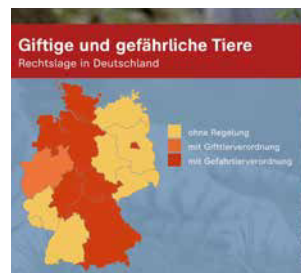 Giftige und gefährliche Tiere
Rechtslage in Deutschland
ohne Regelung
mit Gifttierverordnung
mit Gefahrtierverordnung